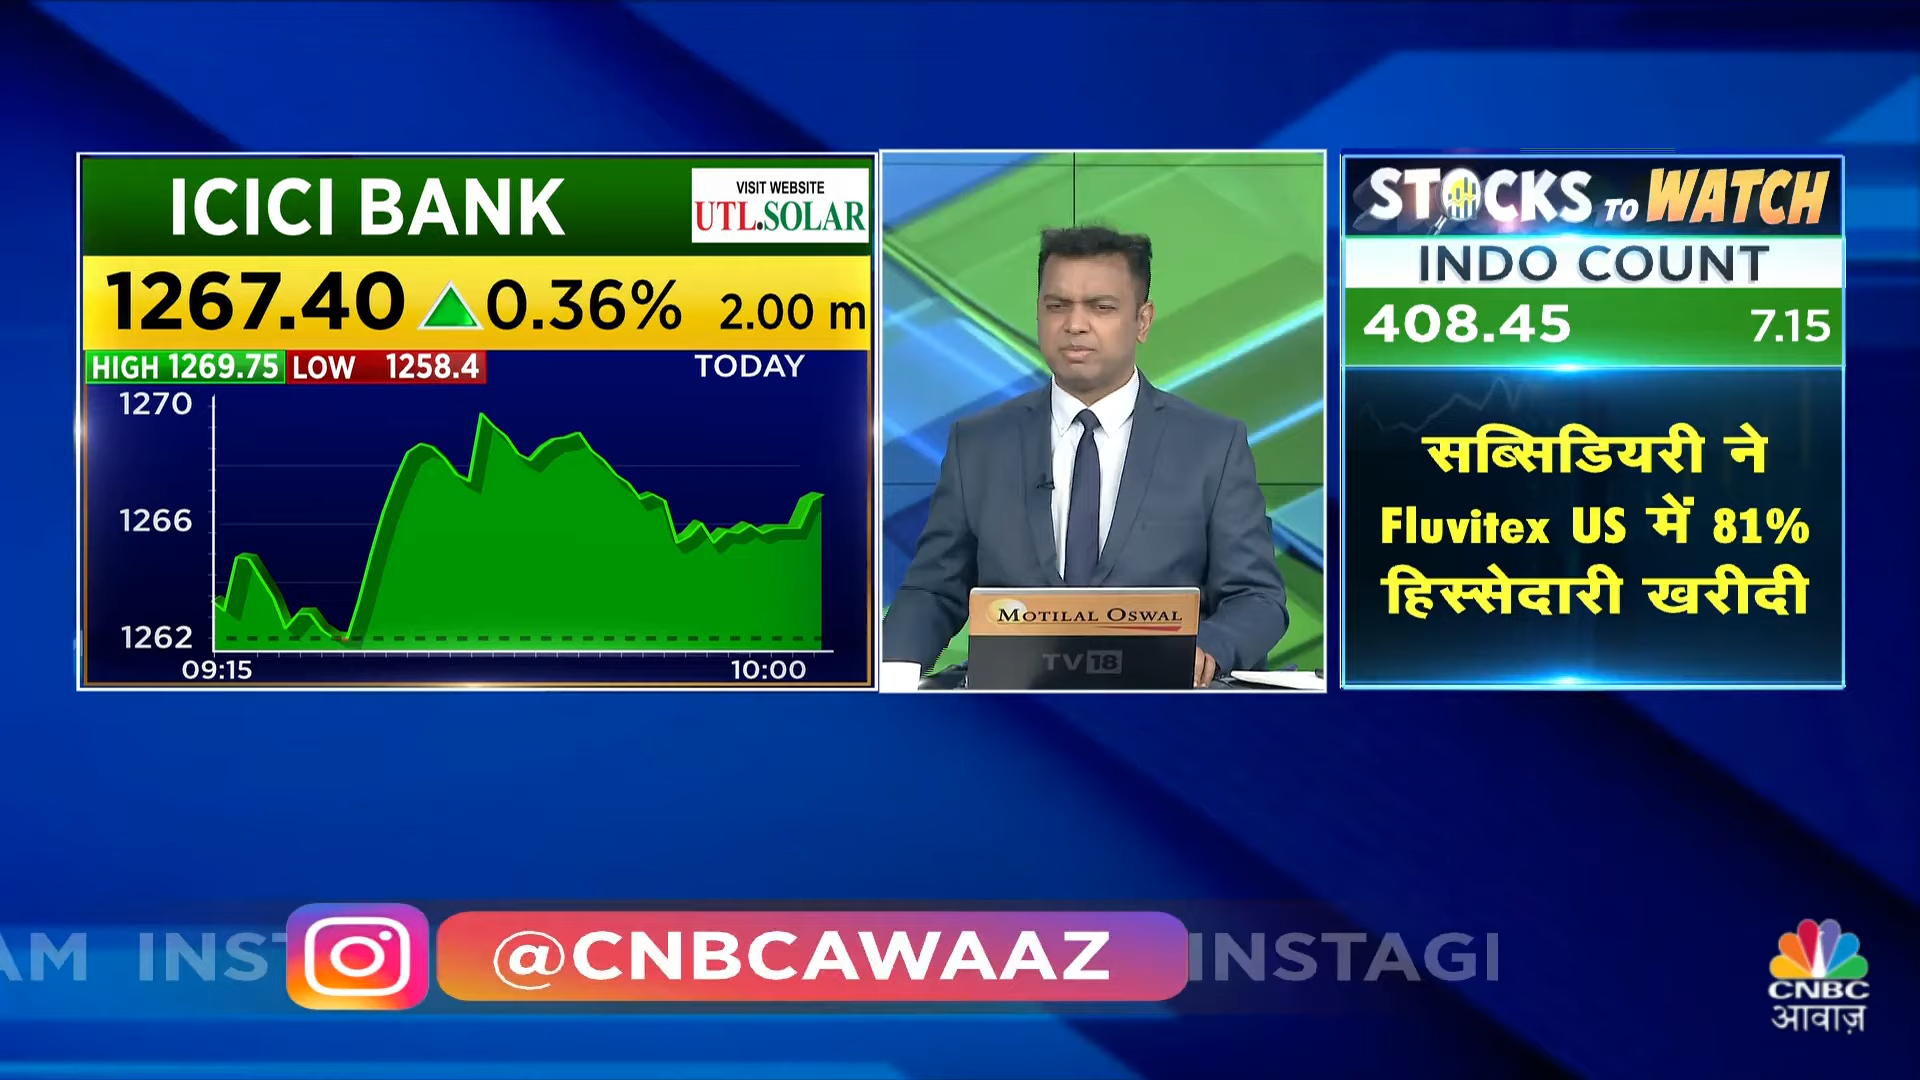 ICICI BANK
VISIT WEBSITE
UTL.SOLAR
1267.40 0.36% 2.00 m
HIGH 1269.75 LOW 1258.4 TODAY
1270
1266
1262
09:15 10:00
MOTILAL OSWAL
TV18
STOCKS TO WATCH
INDO COUNT
408.45 7.15
सब्सिडियरी ने
Fluvitex US में 81%
हिस्सेदारी खरीदी
AM INST @CNBCAWAAZ INSTAGI
CNBC
आवाज़